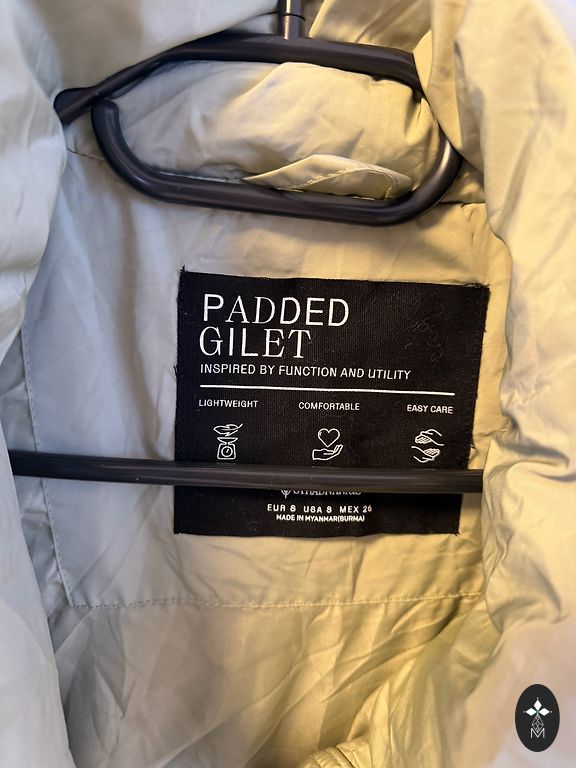 PADDED
GILET
INSPIRED BY FUNCTION AND UTILITY
LIGHTWEIGHT COMFORTABLE EASY CARE
EUR S USA S MEX 26
MADE IN MYANMAR(BURMA)